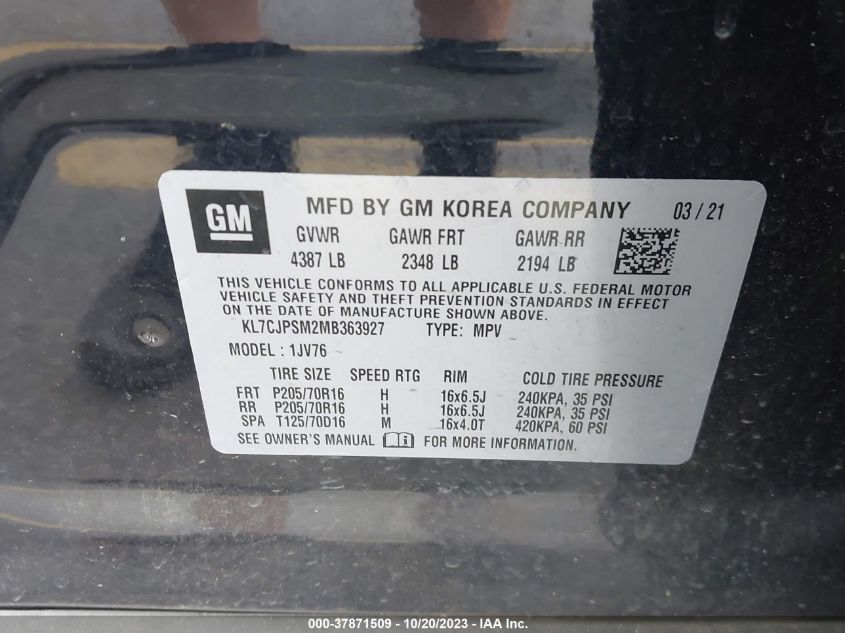 GM
MFD BY GM KOREA COMPANY 03 / 21
GVWR GAWR FRT GAWR RR
4387 LB 2348 LB 2194 LB
THIS VEHICLE CONFORMS TO ALL APPLICABLE U.S. FEDERAL MOTOR
VEHICLE SAFETY AND THEFT PREVENTION STANDARDS IN EFFECT
ON THE DATE OF MANUFACTURE SHOWN ABOVE.
KL7CJPSM2MB363927 TYPE: MPV
MODEL : 1JV76
TIRE SIZE SPEED RTG RIM COLD TIRE PRESSURE
FRT P205/70R16 H 16x6.5J 240KPA, 35 PSI
RR P205/70R16 H 16x6.5J 240KPA, 35 PSI
SPA T125/70D16 M 16x4.0T 420KPA, 60 PSI
SEE OWNER'S MANUAL FOR MORE INFORMATION.
000-37871509 - 10/20/2023 - IAA Inc.